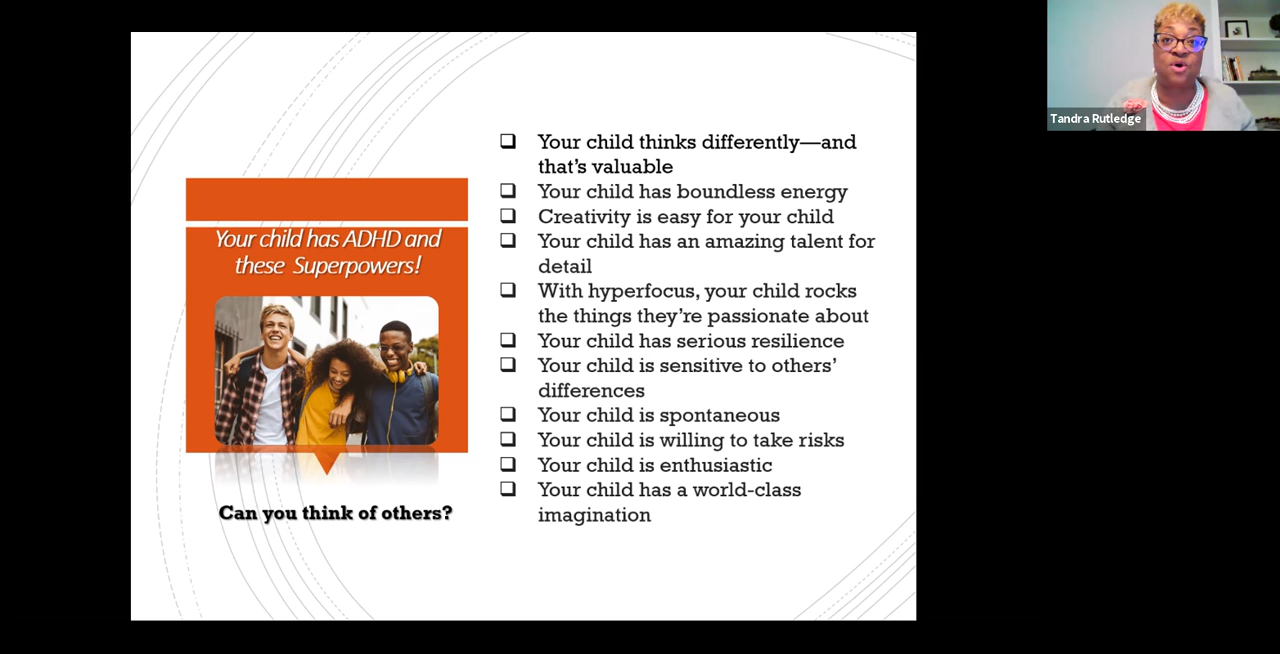 Tandra Rutledge
Your child has ADHD and
these Superpowers!
Can you think of others?
Your child thinks differently—and
that’s valuable
Your child has boundless energy
Creativity is easy for your child
Your child has an amazing talent for
detail
With hyperfocus, your child rocks
the things they’re passionate about
Your child has serious resilience
Your child is sensitive to others’
differences
Your child is spontaneous
Your child is willing to take risks
Your child is enthusiastic
Your child has a world-class
imagination